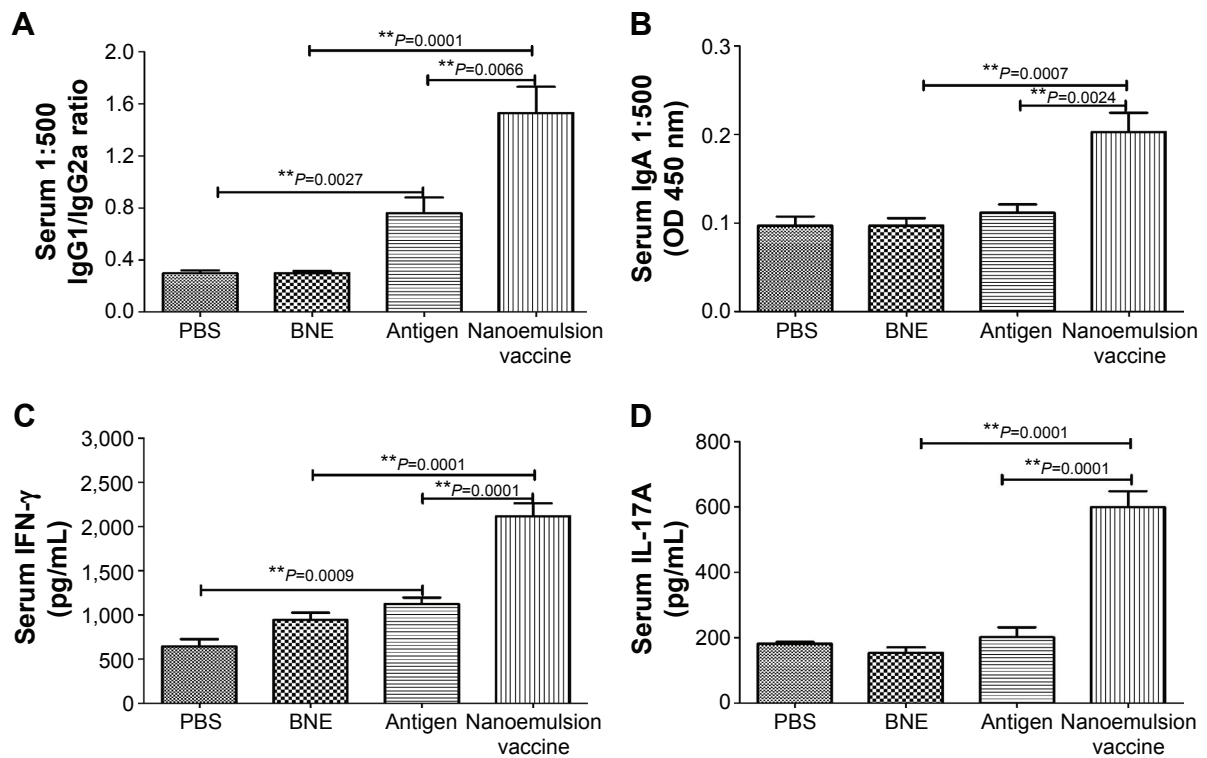 A
Serum 1:500
IgG1/IgG2a ratio
2.0
1.6
1.2
0.8
0.4
0.0
**P=0.0001
**P=0.0066
**P=0.0027
PBS
BNE
Antigen
Nanoemulsion
vaccine
B
Serum IgA 1:500
(OD 450 nm)
0.3
0.2
0.1
0.0
**P=0.0007
**P=0.0024
PBS
BNE
Antigen
Nanoemulsion
vaccine
C
Serum IFN-γ
(pg/mL)
3,000
2,500
2,000
1,500
1,000
500
0
**P=0.0001
**P=0.0001
**P=0.0009
PBS
BNE
Antigen
Nanoemulsion
vaccine
D
Serum IL-17A
(pg/mL)
800
600
400
200
0
**P=0.0001
**P=0.0001
PBS
BNE
Antigen
Nanoemulsion
vaccine